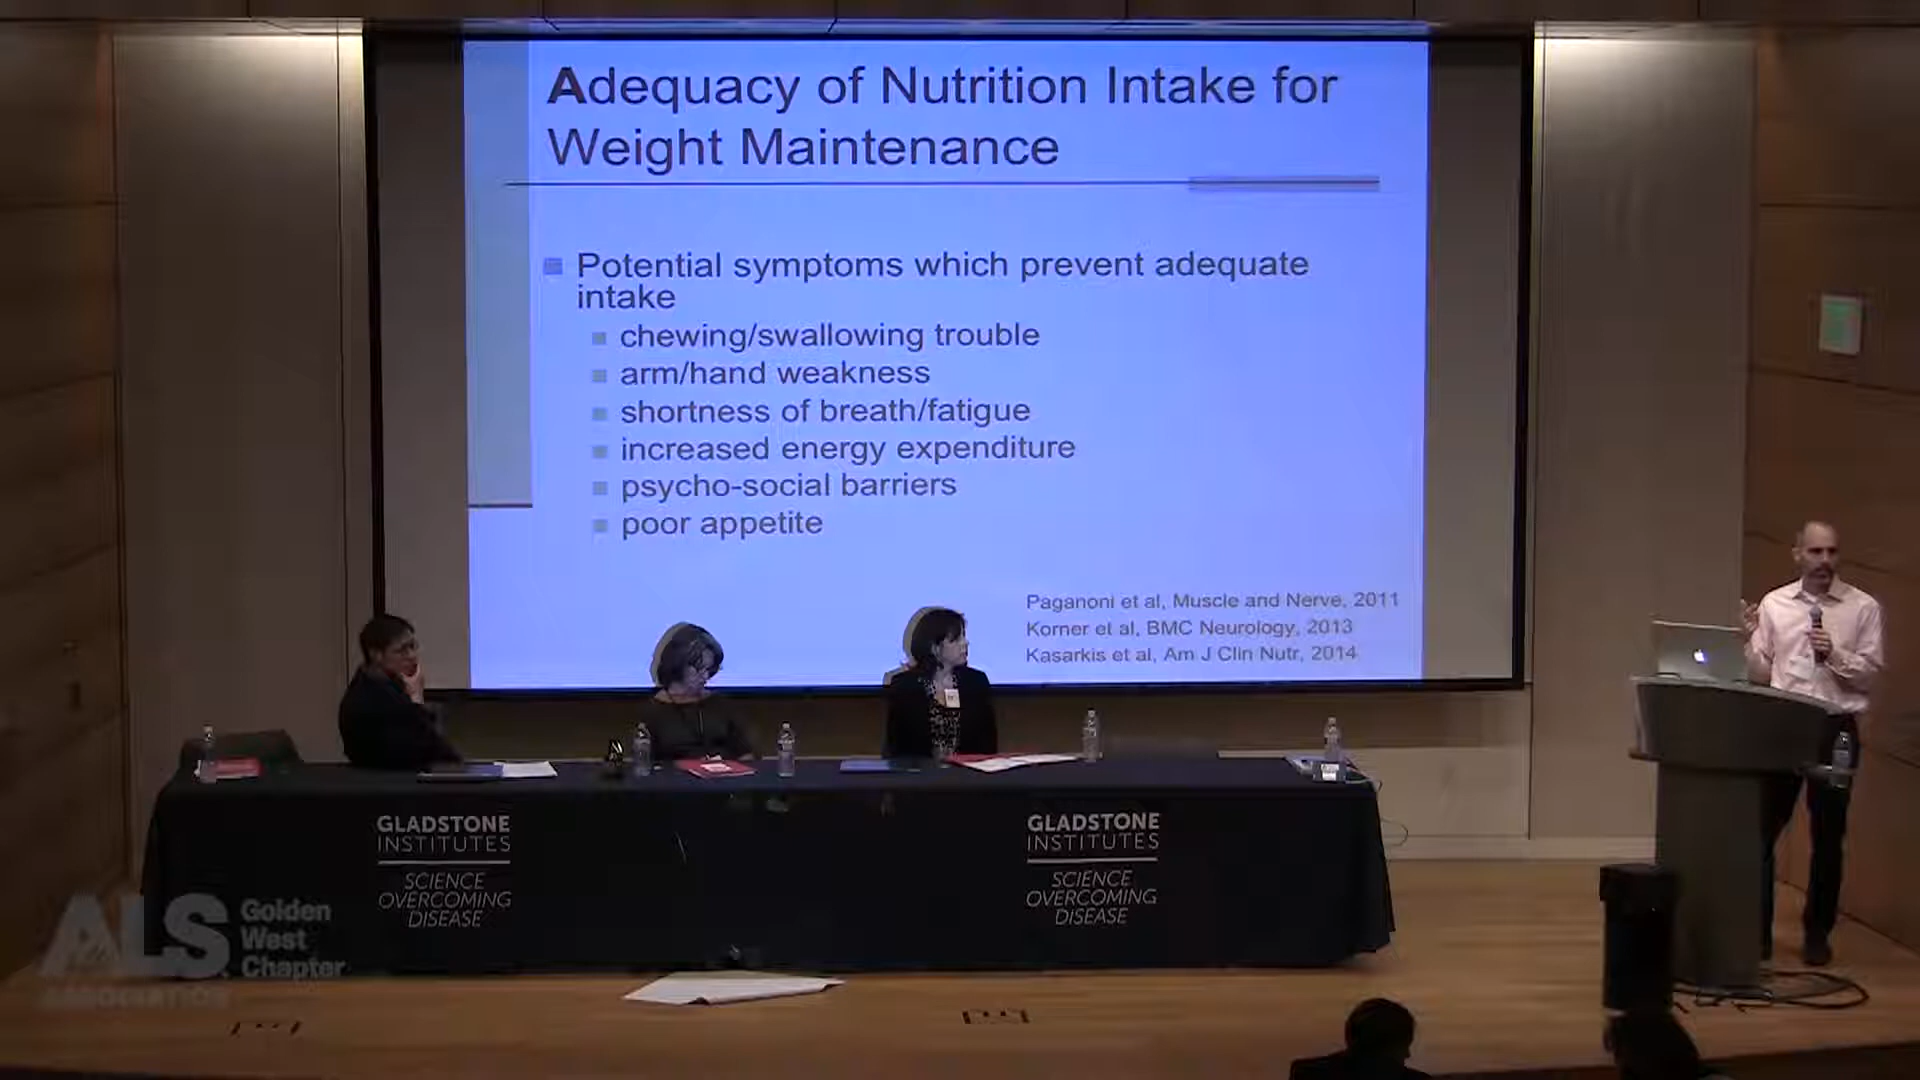 Adequacy of Nutrition Intake for
Weight Maintenance
Potential symptoms which prevent adequate
intake
chewing/swallowing trouble
arm/hand weakness
shortness of breath/fatigue
increased energy expenditure
psycho-social barriers
poor appetite
Paganoni et al, Muscle and Nerve, 2011
Korner et al, BMC Neurology, 2013
Kasarkis et al, Am J Clin Nutr, 2014
GLADSTONE
INSTITUTES
SCIENCE
OVERCOMING
DISEASE
GLADSTONE
INSTITUTES
SCIENCE
OVERCOMING
DISEASE
ALS
ASSOCIATION
Golden
West
Chapter